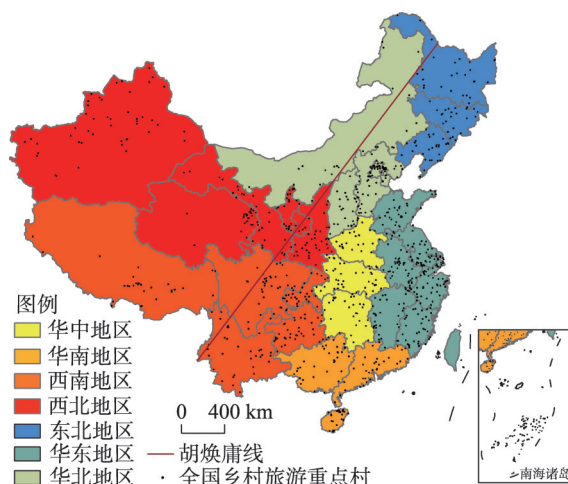 图例
华中地区
华南地区
西南地区
西北地区
东北地区
华东地区
华北地区
0 400 km
胡焕庸线
全国乡村旅游重点村
南海诸岛